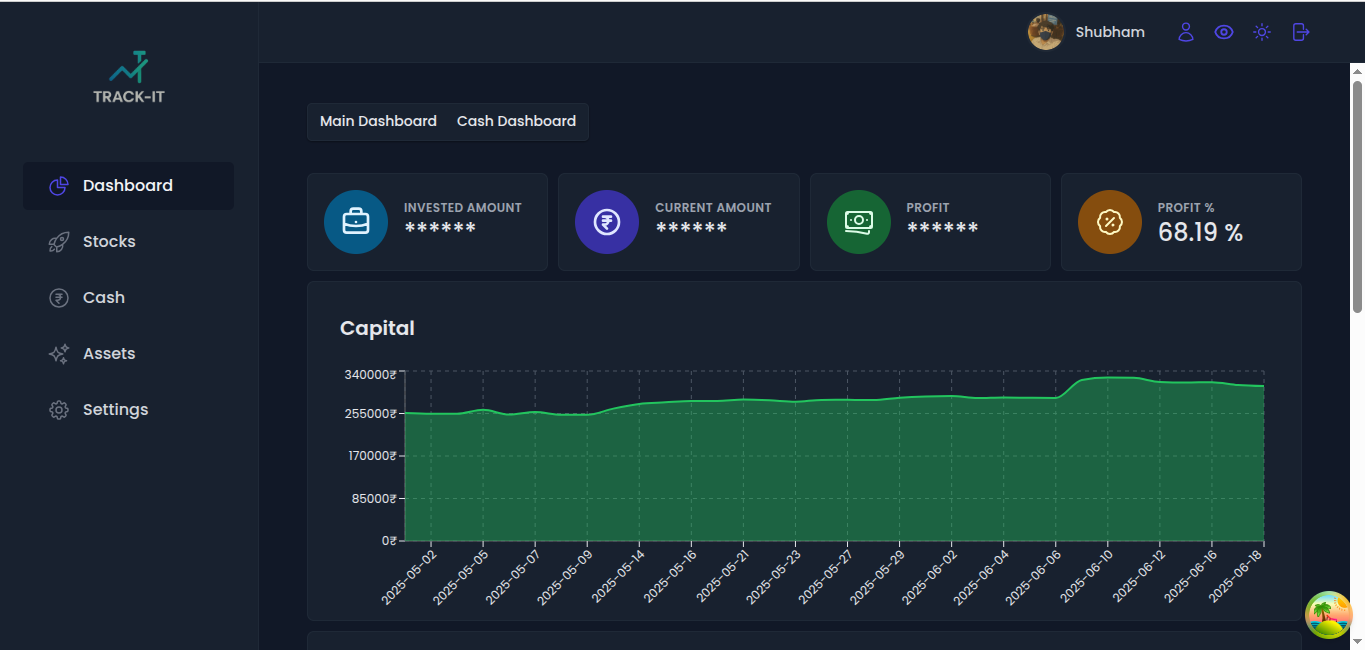 Shubham
TRACK-IT
Main Dashboard Cash Dashboard
Dashboard
Stocks
Cash
Assets
Settings
INVESTED AMOUNT
******
CURRENT AMOUNT
******
PROFIT
******
PROFIT %
68.19 %
Capital
340000₹
255000₹
170000₹
85000₹
0₹
2025-05-02
2025-05-05
2025-05-07
2025-05-09
2025-05-14
2025-05-16
2025-05-21
2025-05-23
2025-05-27
2025-05-29
2025-06-02
2025-06-04
2025-06-06
2025-06-10
2025-06-12
2025-06-16
2025-06-18